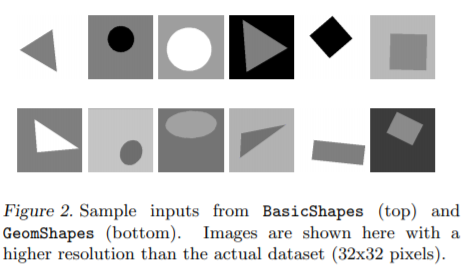 Figure 2. Sample inputs from BasicShapes (top) and
GeomShapes (bottom). Images are shown here with a
higher resolution than the actual dataset (32x32 pixels).